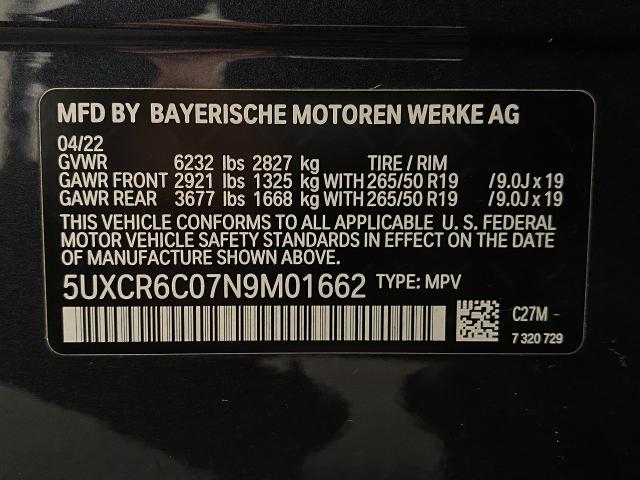 MFD BY BAYERISCHE MOTOREN WERKE AG
04/22
GVWR 6232 lbs 2827 kg TIRE / RIM
GAWR FRONT 2921 lbs 1325 kg WITH 265/50 R19 /9.0J x 19
GAWR REAR 3677 lbs 1668 kg WITH 265/50 R19 /9.0J x 19
THIS VEHICLE CONFORMS TO ALL APPLICABLE U. S. FEDERAL
MOTOR VEHICLE SAFETY STANDARDS IN EFFECT ON THE
DATE OF MANUFACTURE SHOWN ABOVE.
5UXCR6C07N9M01662 TYPE: MPV
C27M -
7 320 729